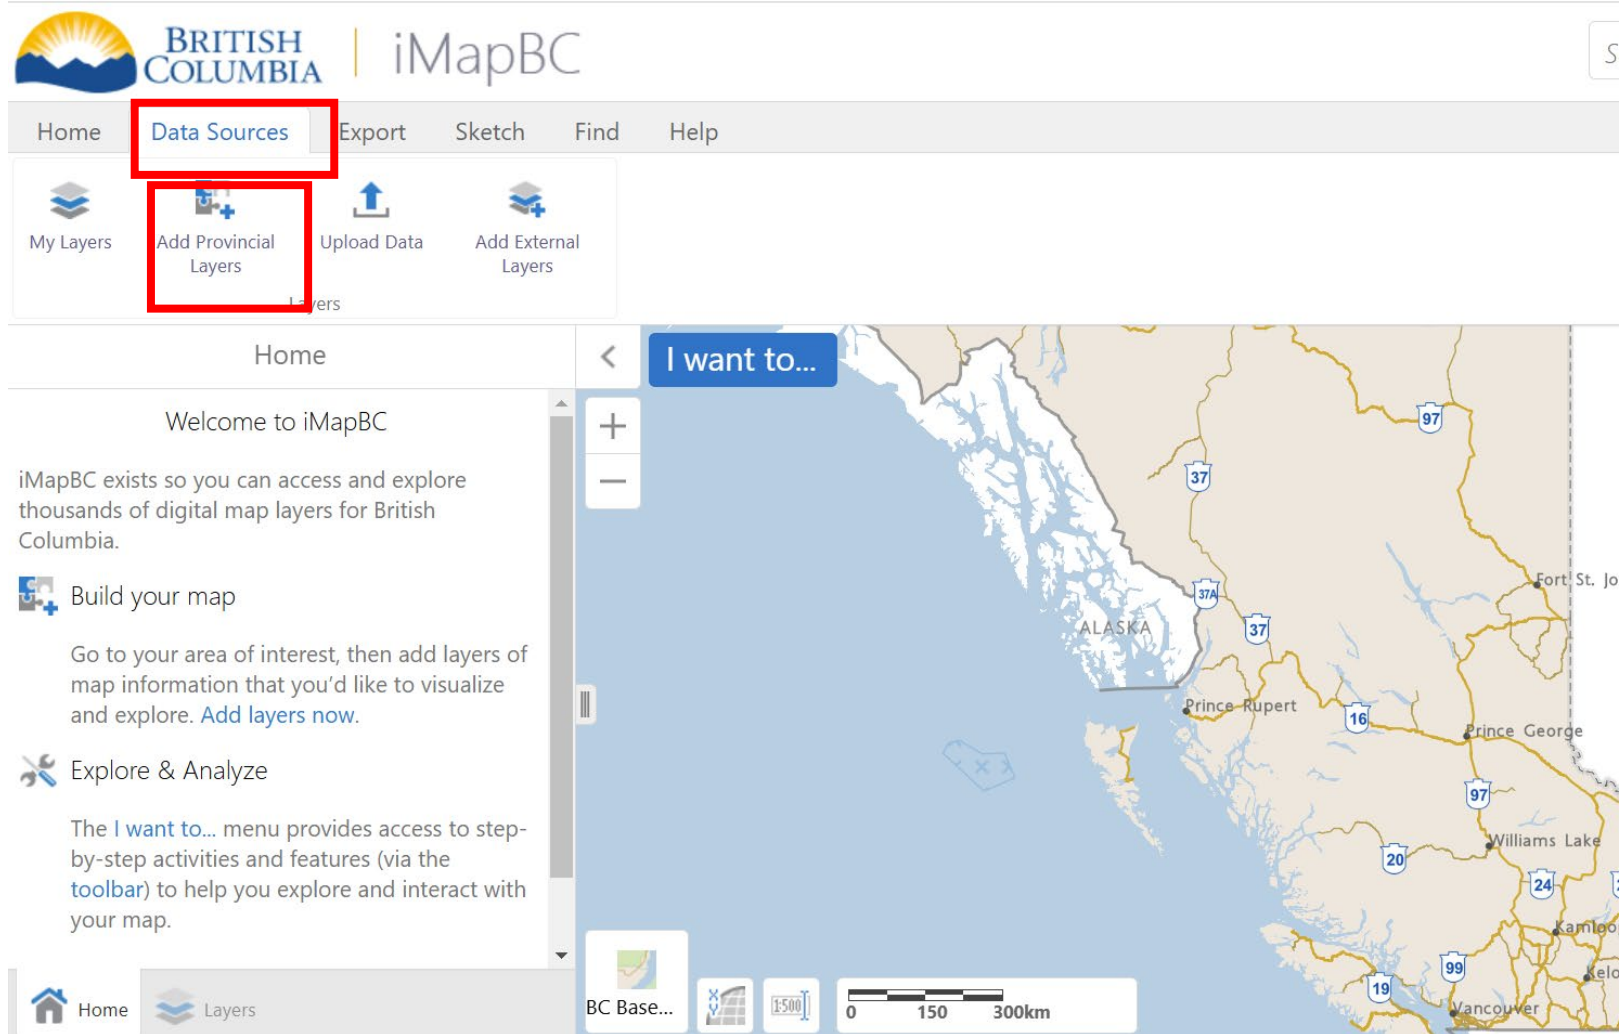 BRITISH
COLUMBIA
iMapBC
Home
Data Sources
Export
Sketch
Find
Help
My Layers
Add Provincial
Layers
Upload Data
Add External
Layers
Layers
Home
I want to...
Welcome to iMapBC
iMapBC exists so you can access and explore
thousands of digital map layers for British
Columbia.
Build your map
Go to your area of interest, then add layers of
map information that you'd like to visualize
and explore. Add layers now.
Explore & Analyze
The I want to... menu provides access to step-
by-step activities and features (via the
toolbar) to help you explore and interact with
your map.
Home
Layers
97
37
Fort St. Jo
37A
ALASKA
37
Prince Rupert
16
Prince George
97
Williams Lake
20
24
Kamloo
99
Kelo
19
Vancouver
BC Base...
X
Y
1:500
0
150
300km